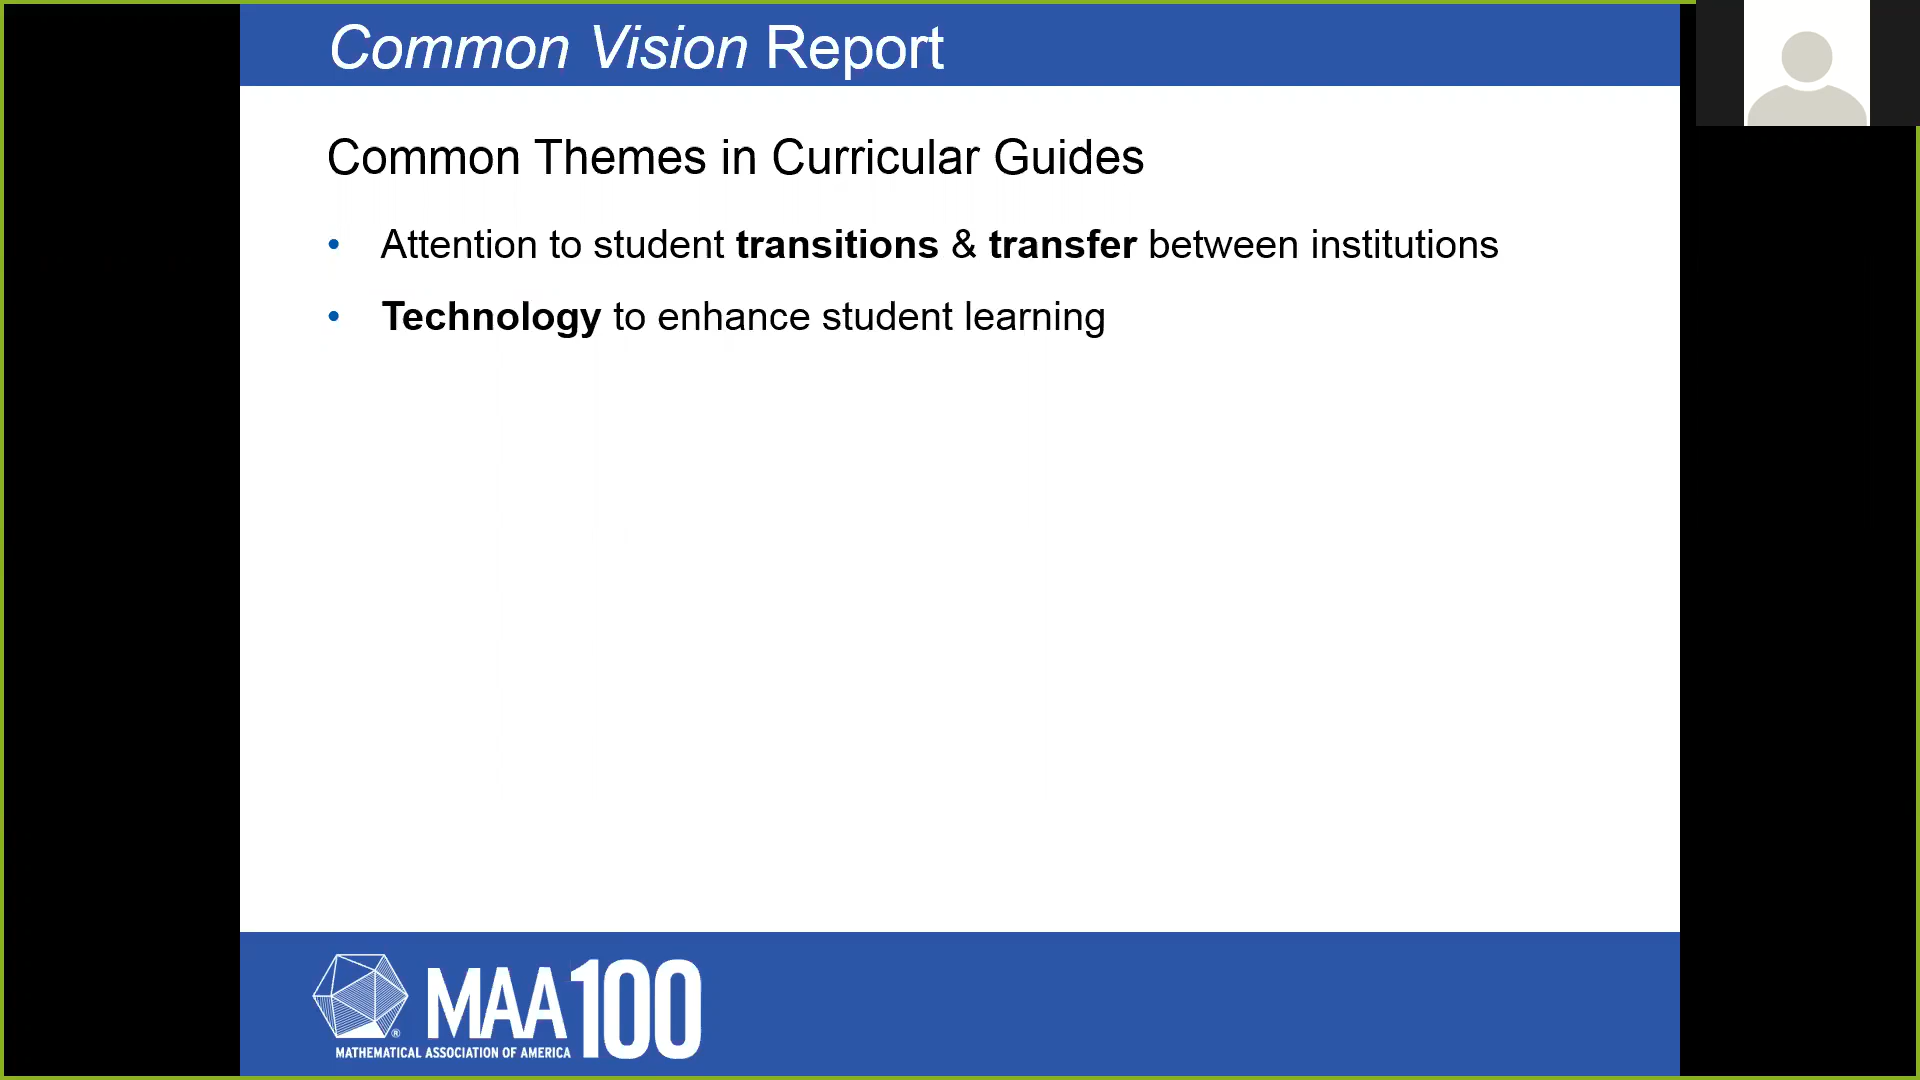 Common Vision Report
Common Themes in Curricular Guides
• Attention to student transitions & transfer between institutions
• Technology to enhance student learning
MAA100
®
MATHEMATICAL ASSOCIATION OF AMERICA